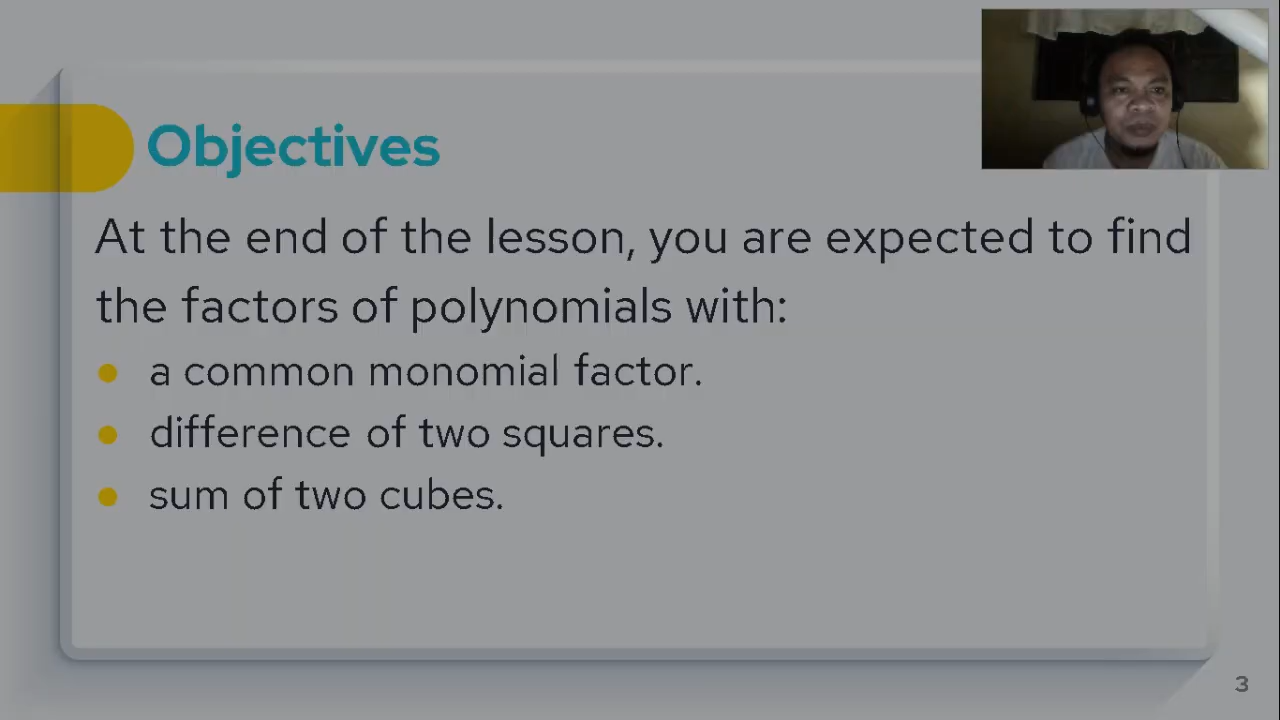 Objectives
At the end of the lesson, you are expected to find
the factors of polynomials with:
● a common monomial factor.
● difference of two squares.
● sum of two cubes.
3